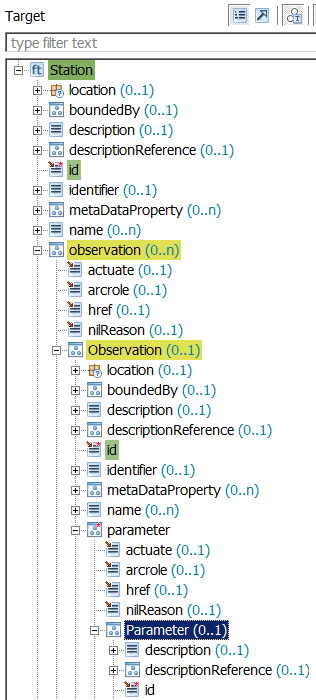 Target
type filter text
ft Station
location (0..1)
boundedBy (0..1)
description (0..1)
descriptionReference (0..1)
id
identifier (0..1)
metaDataProperty (0..n)
name (0..n)
observation (0..n)
actuate (0..1)
arcrole (0..1)
href (0..1)
nilReason (0..1)
Observation (0..1)
location (0..1)
boundedBy (0..1)
description (0..1)
descriptionReference (0..1)
id
identifier (0..1)
metaDataProperty (0..n)
name (0..n)
parameter
actuate (0..1)
arcrole (0..1)
href (0..1)
nilReason (0..1)
Parameter (0..1)
description (0..1)
descriptionReference (0..1)
id